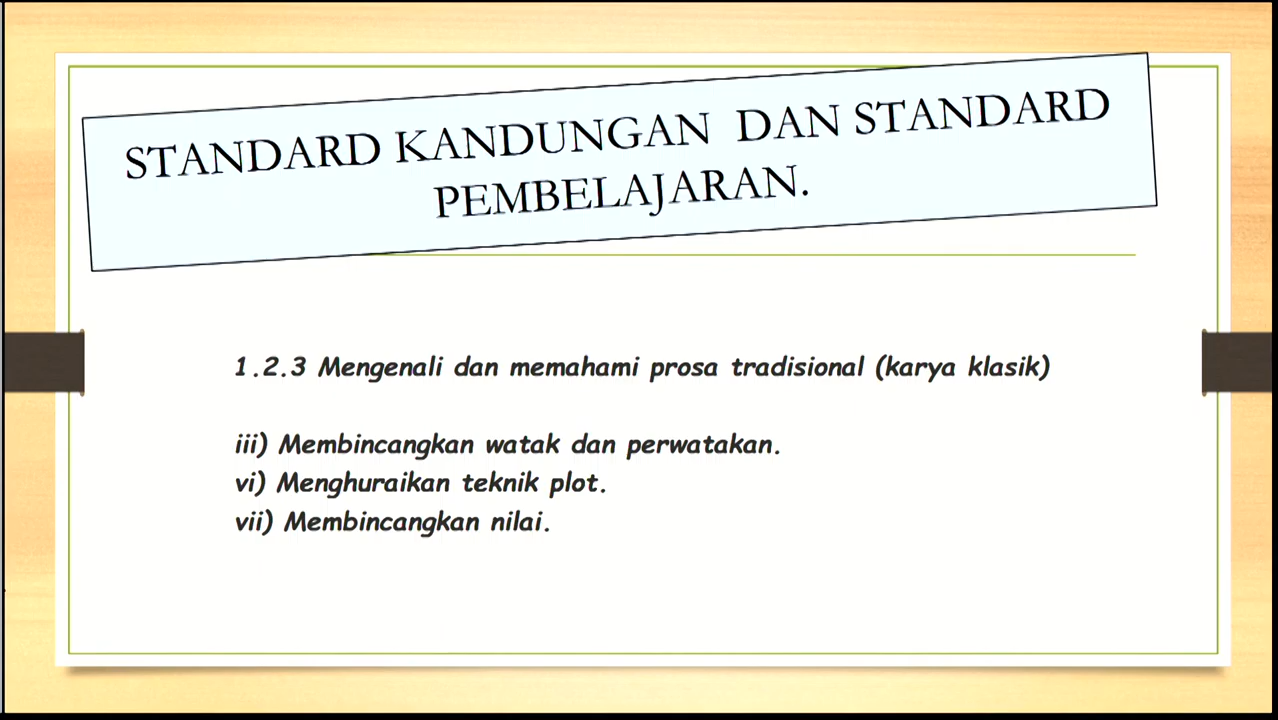 STANDARD KANDUNGAN DAN STANDARD
PEMBELAJARAN.
1.2.3 Mengenali dan memahami prosa tradisional (karya klasik)
iii) Membincangkan watak dan perwatakan.
vi) Menghuraikan teknik plot.
vii) Membincangkan nilai.